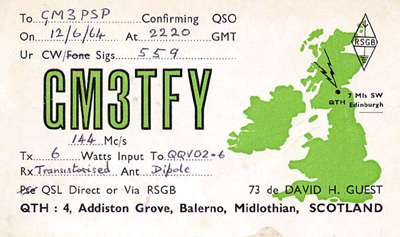 To GM3PSP Confirming QSO
On 12/6/64 At 2220 GMT
Ur CW/Fone Sigs 559
RSGB
GM3TFY
QTH
7 Mls SW
Edinburgh
144 Mc/s
Tx 6 Watts Input To QQV02-6
Rx Transistorised Ant Dipole
Pse QSL Direct or Via RSGB 73 de DAVID H. GUEST
QTH : 4, Addiston Grove, Balerno, Midlothian, SCOTLAND